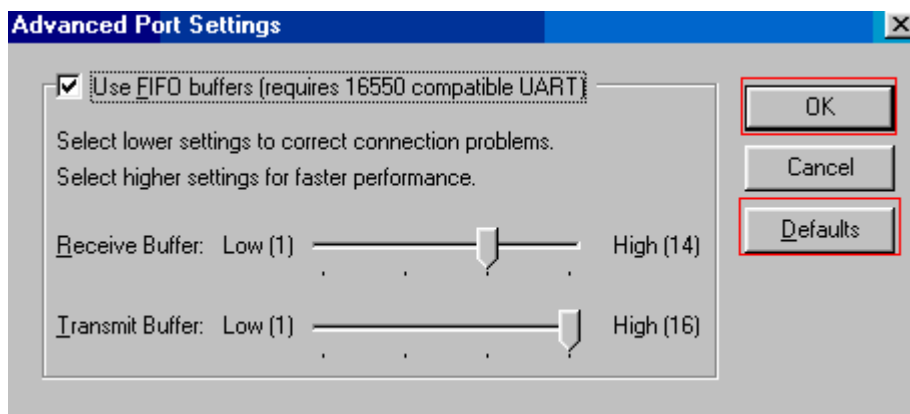 Advanced Port Settings
Use FIFO buffers (requires 16550 compatible UART)
OK
Select lower settings to correct connection problems.
Select higher settings for faster performance.
Cancel
Defaults
Receive Buffer: Low (1) High (14)
Transmit Buffer: Low (1) High (16)